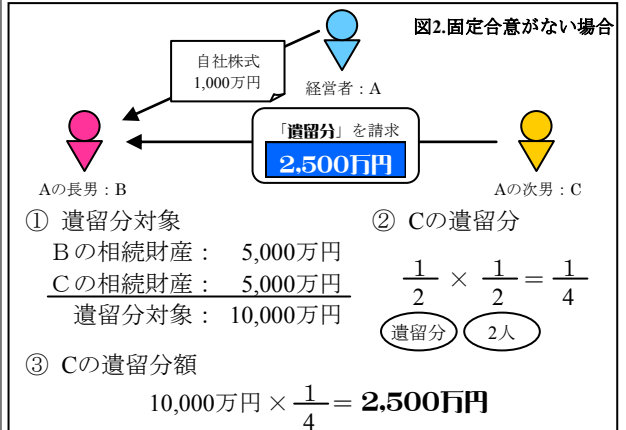 図2.固定合意がない場合
自社株式
1,000万円
経営者：A
「遺留分」を請求
2,500万円
Aの長男：B
Aの次男：C
① 遺留分対象
Ｂの相続財産： 5,000万円
Ｃの相続財産： 5,000万円
遺留分対象： 10,000万円
② Cの遺留分
1/2 × 1/2 = 1/4
遺留分 2人
③ Cの遺留分額
10,000万円 × 1/4 = 2,500万円